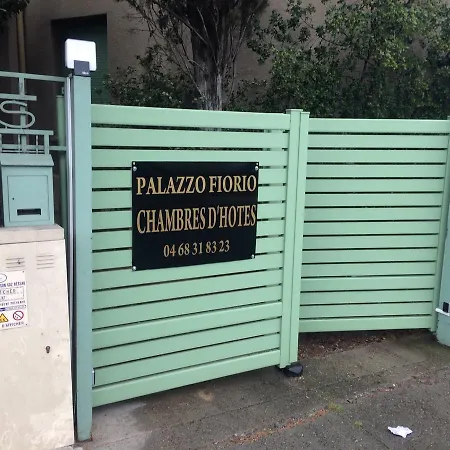 PALAZZO FIORIO
CHAMBRES D'HOTES
04 68 31 83 23
S